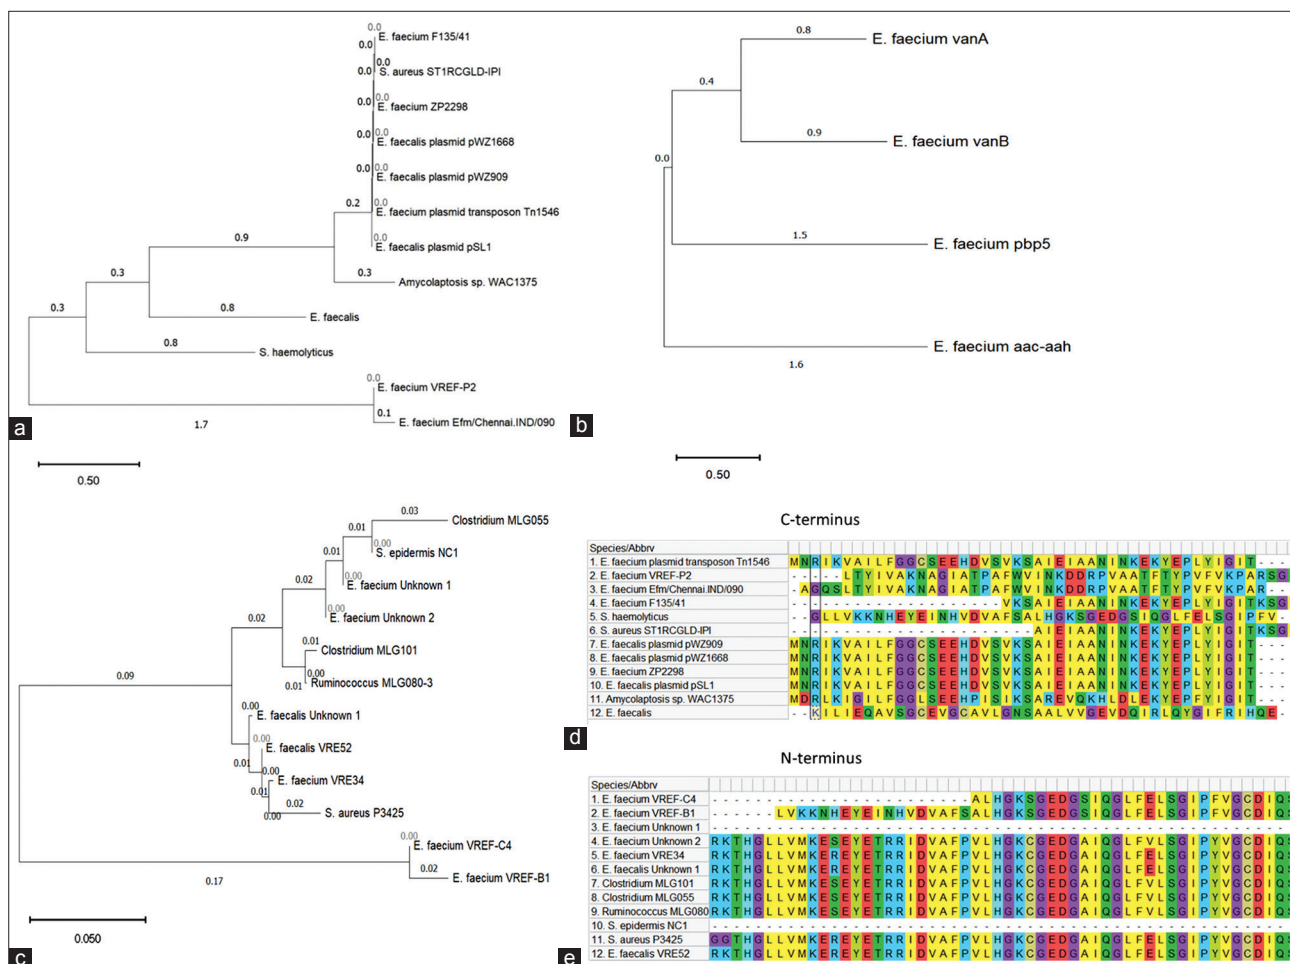 0.0
E. faecium F135/41
0.0
0.0
S. aureus ST1RCGLD-IPI
0.0
0.0
E. faecium ZP2298
0.0
0.0
E. faecalis plasmid pWZ1668
0.0
0.0
E. faecalis plasmid pWZ909
0.2
0.0
E. faecium plasmid transposon Tn1546
0.0
E. faecalis plasmid pSL1
0.9
0.3
Amycolaptosis sp. WAC1375
0.3
0.8
E. faecalis
0.3
0.8
S. haemolyticus
0.0
E. faecium VREF-P2
0.1
E. faecium Efm/Chennai.IND/090
1.7
a
0.50
0.8
E. faecium vanA
0.4
0.9
E. faecium vanB
0.0
1.5
E. faecium pbp5
E. faecium aac-aah
1.6
b
0.50
0.03
Clostridium MLG055
0.01
0.00
S. epidermis NC1
0.01
0.00
E. faecium Unknown 1
0.02
0.00
E. faecium Unknown 2
0.02
0.01
Clostridium MLG101
0.00
0.01
Ruminococcus MLG080-3
0.09
0.00
E. faecalis Unknown 1
0.00
E. faecalis VRE52
0.01
0.00
E. faecium VRE34
0.01
0.02
S. aureus P3425
0.00
0.00
E. faecium VREF-C4
0.02
E. faecium VREF-B1
0.17
0.050
c
C-terminus
Species/Abbrv
1. E. faecium plasmid transposon Tn1546 M N R I K V A I L F G G C S E E H D V S V K S A I E I A A N I N K E K Y E P L Y I G I T - - -
2. E. faecium VREF-P2 - - - - - L T Y I V A K N A G I A T P A F W V I N K D D R P V A A T F T Y P V F V K P A R S G
3. E. faecium Efm/Chennai.IND/090 - A G Q S L T Y I V A K N A G I A T P A F W V I N K D D R P V A A T F T Y P V F V K P A R - - -
4. E. faecium F135/41 - - - - - - - - - - - - - - - - - - - - V K S A I E I A A N I N K E K Y E P L Y I G I T K S G
5. S. haemolyticus - - G L L V K K N H E Y E I N H V D V A F S A L H G K S G E D G S I Q G L F E L S G I P F V -
6. S. aureus ST1RCGLD-IPI - - - - - - - - - - - - - - - - - - - - - - - A I E I A A N I N K E K Y E P L Y I G I T K S G
7. E. faecalis plasmid pWZ909 M N R I K V A I L F G G C S E E H D V S V K S A I E I A A N I N K E K Y E P L Y I G I T - - -
8. E. faecalis plasmid pWZ1668 M N R I K V A I L F G G C S E E H D V S V K S A I E I A A N I N K E K Y E P L Y I G I T - - -
9. E. faecium ZP2298 M N R I K V A I L F G G C S E E H D V S V K S A I E I A A N I N K E K Y E P L Y I G I T - - -
10. E. faecalis plasmid pSL1 M N R I K V A I L F G G C S E E H D V S V K S A I E I A A N I N K E K Y E P L Y I G I T - - -
11. Amycolaptosis sp. WAC1375 M D R L K I G I L F G G C S E E H P I S I K S A R E V Q K H L D L E K Y E P F Y I G I T - - -
12. E. faecalis - - K I L I E Q A V S G C E V G C A V L G N S A A L V V G E V D Q I R L Q Y G I F R I H Q E -
d
N-terminus
Species/Abbrv
1. E. faecium VREF-C4 - - - - - - - - - - - - - - - - - - - - - - A L H G K S G E D G S I Q G L F E L S G I P F V G C D I Q S
2. E. faecium VREF-B1 - - - - - - L V K K N H E Y E I N H V D V A F S A L H G K S G E D G S I Q G L F E L S G I P F V G C D I Q S
3. E. faecium Unknown 1 - - - - - - - - - - - - - - - - - - - - - - - - - - - - - - - - - - - - - - - - - - - - - - - -
4. E. faecium Unknown 2 R K T H G L L V M K E S E Y E T R R I D V A F P V L H G K C G E D G A I Q G L F V L S G I P Y V G C D I Q S
5. E. faecium VRE34 R K T H G L L V M K E R E Y E T R R I D V A F P V L H G K C G E D G A I Q G L F E L S G I P Y V G C D I Q S
6. E. faecalis Unknown 1 R K T H G L L V M K E R E Y E T R R I D V A F P V L H G K C G E D G A I Q G L F E L S G I P Y V G C D I Q S
7. Clostridium MLG101 R K T H G L L V M K E S E Y E T R R I D V A F P V L H G K C G E D G A I Q G L F V L S G I P Y V G C D I Q S
8. Clostridium MLG055 R K T H G L L V M K E S E Y E T R R I D V A F P V L H G K C G E D G A I Q G L F V L S G I P Y V G C D I Q S
9. Ruminococcus MLG080 R K T H G L L V M K E S E Y E T R R I D V A F P V L H G K C G E D G A I Q G L F V L S G I P Y V G C D I Q S
10. S. epidermis NC1 - - - - - - - - - - - - - - - - - - - - - - - - - - - - - - - - - - - - - - - - - - - - - - - -
11. S. aureus P3425 G G T H G L L V M K E R E Y E T R R I D V A F P V L H G K C G E D G A I Q G L F E L S G I P Y V G C D I Q S
12. E. faecalis VRE52 R K T H G L L V M K E R E Y E T R R I D V A F P V L H G K C G E D G A I Q G L F E L S G I P Y V G C D I Q S
e